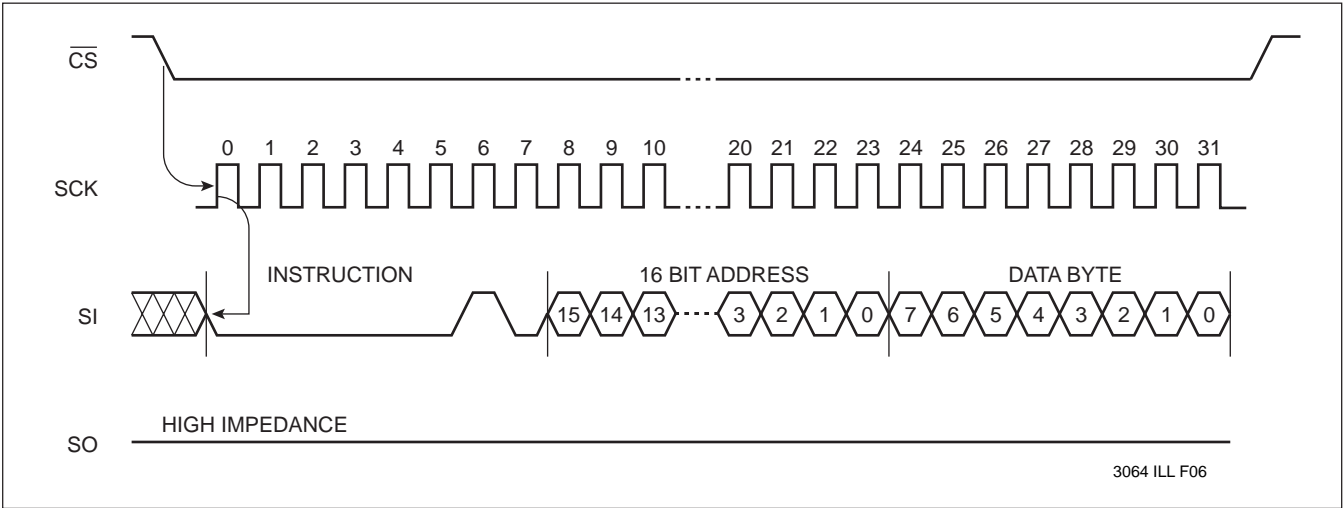 CS
0 1 2 3 4 5 6 7 8 9 10 20 21 22 23 24 25 26 27 28 29 30 31
SCK
INSTRUCTION 16 BIT ADDRESS DATA BYTE
SI 15 14 13 3 2 1 0 7 6 5 4 3 2 1 0
HIGH IMPEDANCE
SO
3064 ILL F06